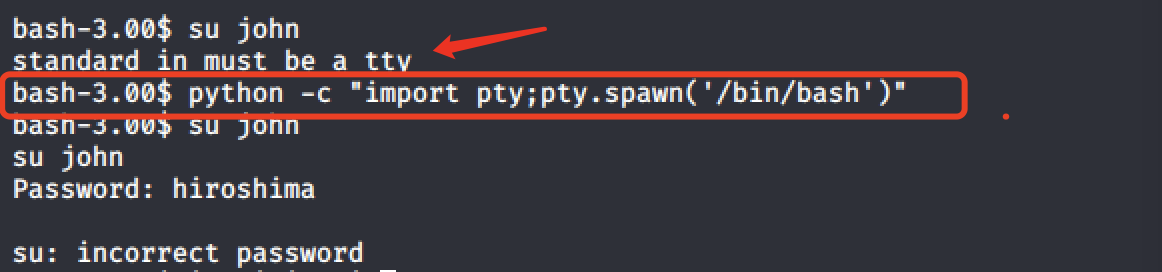 bash-3.00$ su john
standard in must be a tty
bash-3.00$ python -c "import pty;pty.spawn('/bin/bash')"
bash-3.00$ su john
su john
Password: hiroshima
su: incorrect password